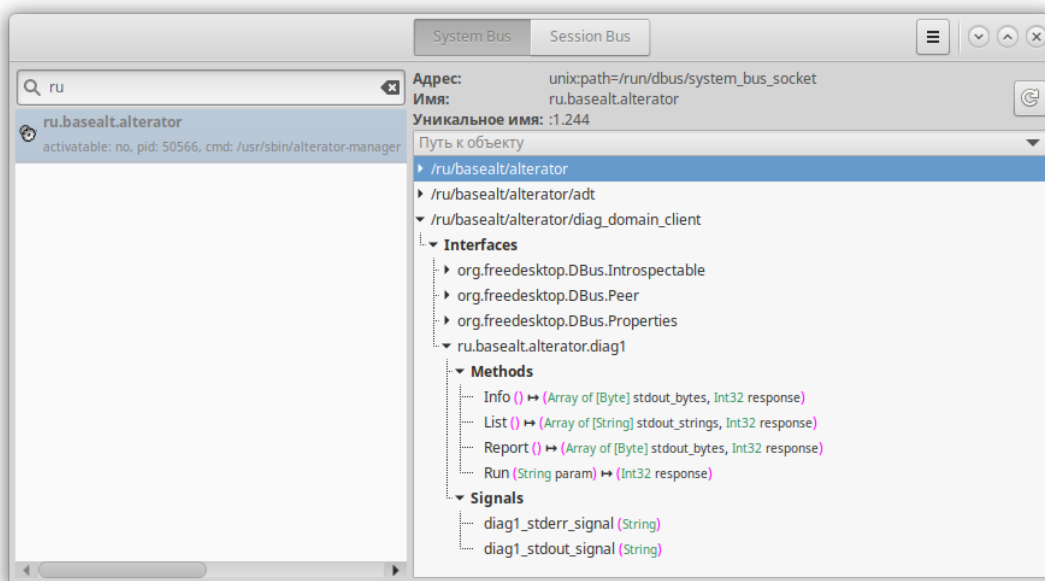 System Bus
Session Bus
ru
ru.basealt.alterator
activatable: no, pid: 50566, cmd: /usr/sbin/alterator-manager
Адрес: unix:path=/run/dbus/system_bus_socket
Имя: ru.basealt.alterator
Уникальное имя: :1.244
Путь к объекту
/ru/basealt/alterator
/ru/basealt/alterator/adt
/ru/basealt/alterator/diag_domain_client
Interfaces
org.freedesktop.DBus.Introspectable
org.freedesktop.DBus.Peer
org.freedesktop.DBus.Properties
ru.basealt.alterator.diag1
Methods
Info () ↦ (Array of [Byte] stdout_bytes, Int32 response)
List () ↦ (Array of [String] stdout_strings, Int32 response)
Report () ↦ (Array of [Byte] stdout_bytes, Int32 response)
Run (String param) ↦ (Int32 response)
Signals
diag1_stderr_signal (String)
diag1_stdout_signal (String)